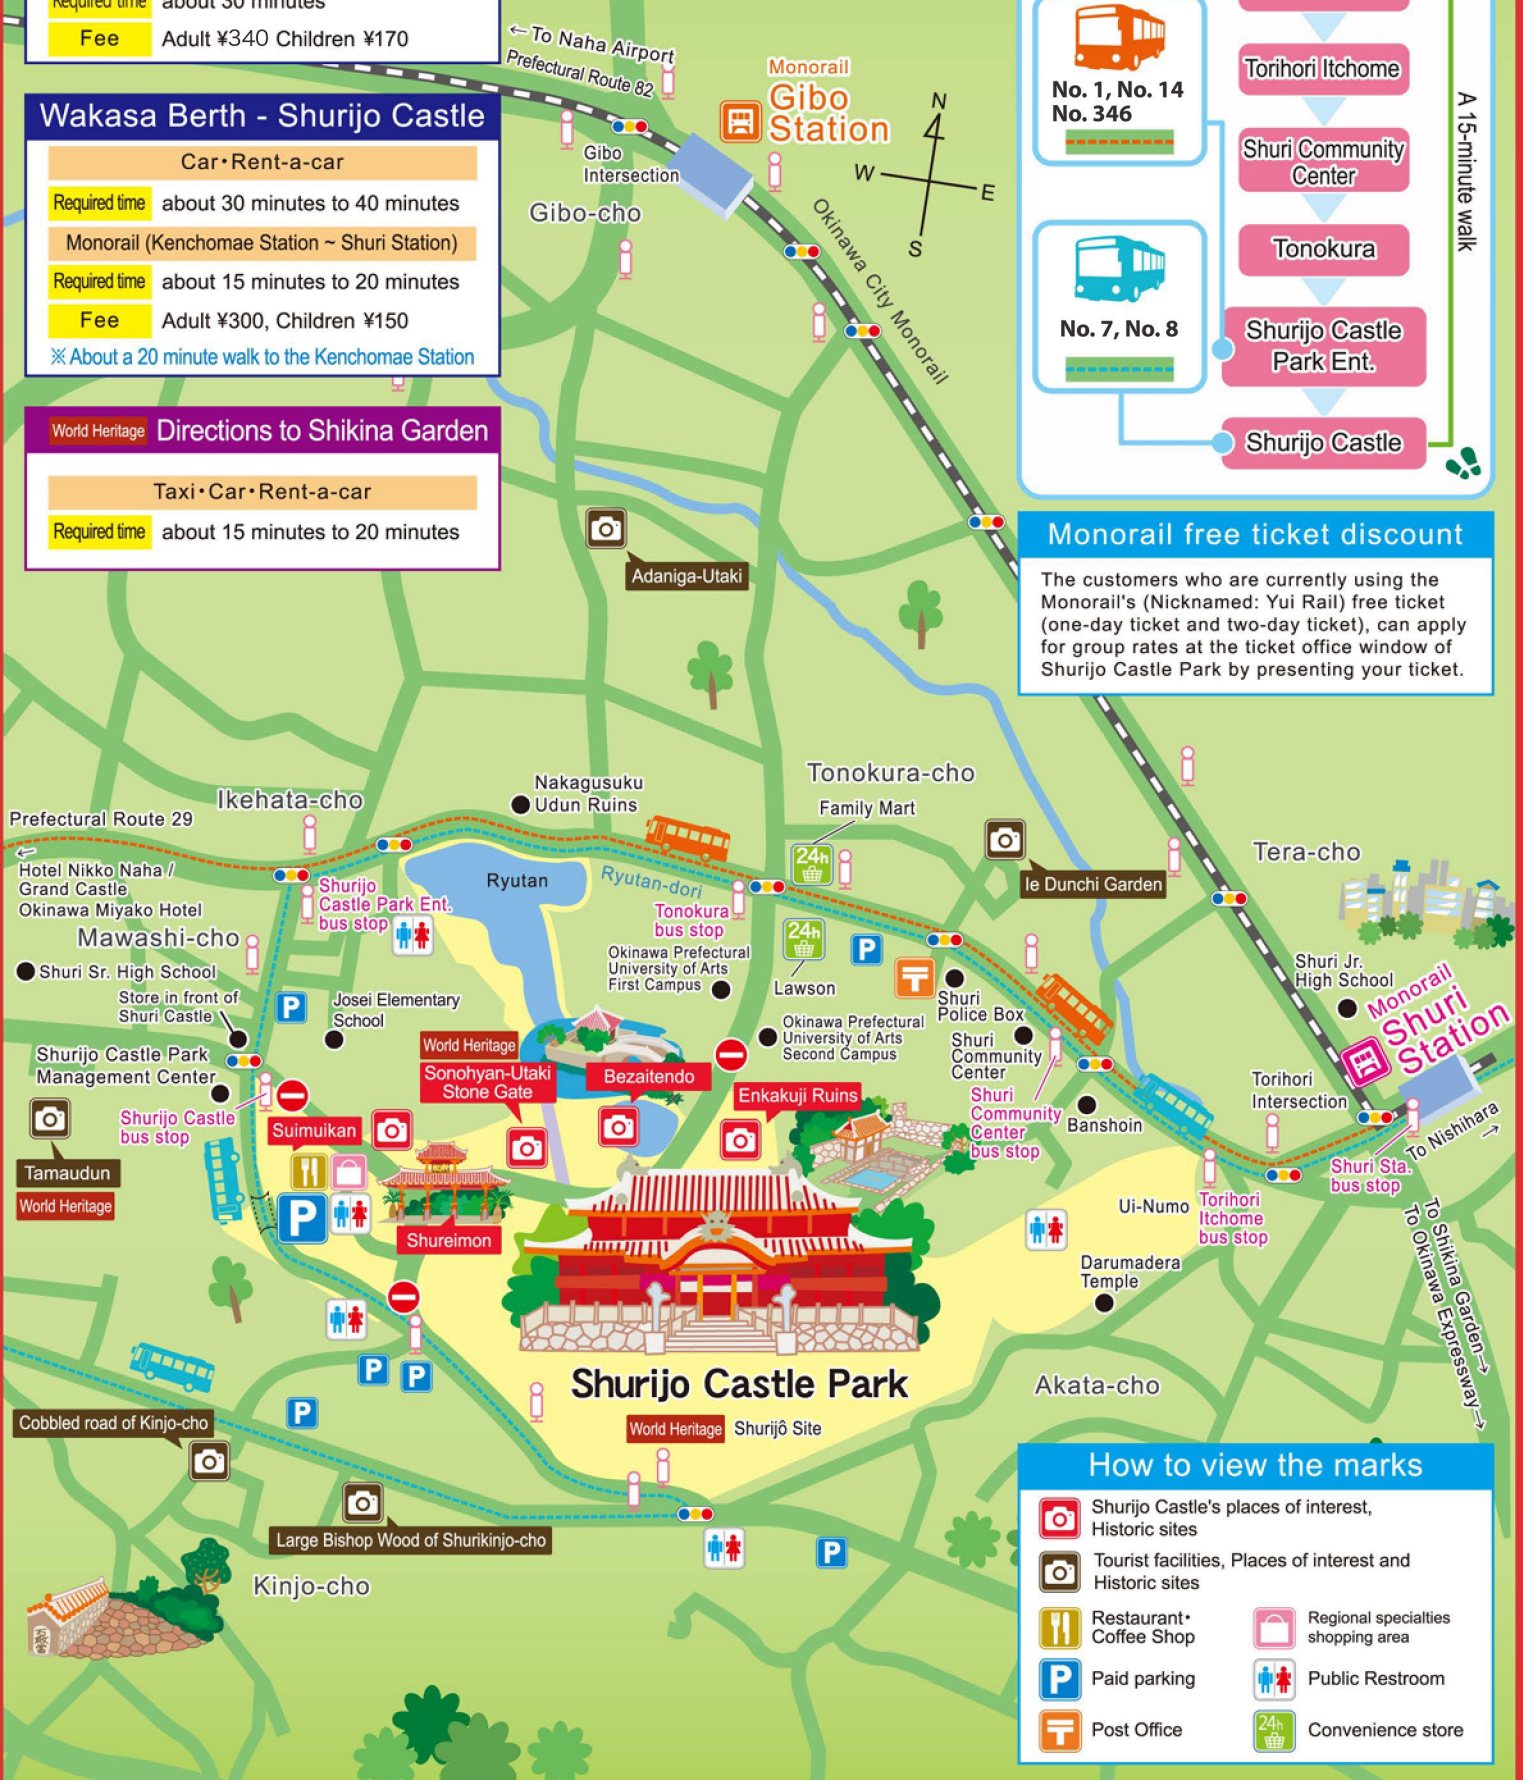 Required time about 30 minutes
Fee Adult ¥340 Children ¥170
Wakasa Berth - Shurijo Castle
Car・Rent-a-car
Required time about 30 minutes to 40 minutes
Monorail (Kenchomae Station ~ Shuri Station)
Required time about 15 minutes to 20 minutes
Fee Adult ¥300, Children ¥150
※ About a 20 minute walk to the Kenchomae Station
World Heritage Directions to Shikina Garden
Taxi・Car・Rent-a-car
Required time about 15 minutes to 20 minutes
←To Naha Airport
Prefectural Route 82
Monorail
Gibo
Station
Gibo
Intersection
Gibo-cho
N
W
E
S
Okinawa City Monorail
No. 1, No. 14
No. 346
No. 7, No. 8
Torihori Itchome
Shuri Community
Center
Tonokura
Shurijo Castle
Park Ent.
Shurijo Castle
A 15-minute walk
Monorail free ticket discount
The customers who are currently using the
Monorail's (Nicknamed: Yui Rail) free ticket
(one-day ticket and two-day ticket), can apply
for group rates at the ticket office window of
Shurijo Castle Park by presenting your ticket.
Adaniga-Utaki
Tonokura-cho
Family Mart
24h
Nakagusuku
Udun Ruins
Ikehata-cho
Prefectural Route 29
←
Hotel Nikko Naha /
Grand Castle
Okinawa Miyako Hotel
Mawashi-cho
Shuri Sr. High School
Store in front of
Shuri Castle
Shurijo Castle Park
Management Center
Shurijo Castle
bus stop
Shurijo
Castle Park Ent.
bus stop
P
Josei Elementary
School
Ryutan
Ryutan-dori
Tonokura
bus stop
Okinawa Prefectural
University of Arts
First Campus
24h
Lawson
P
Okinawa Prefectural
University of Arts
Second Campus
Ie Dunchi Garden
Tera-cho
Shuri
Police Box
Shuri
Community
Center
Shuri
Community
Center
bus stop
Banshoin
Shuri Jr.
High School
Monorail
Shuri
Station
Torihori
Intersection
To Nishihara →
Shuri Sta.
bus stop
Ui-Numo
Torihori
Itchome
bus stop
To Shikina Garden→
To Okinawa Expressway→
Darumadera
Temple
Akata-cho
World Heritage
Sonohyan-Utaki
Stone Gate
Bezaitendo
Enkakuji Ruins
Suimuikan
Tamaudun
World Heritage
P
Shureimon
Shurijo Castle Park
World Heritage Shurijô Site
P
P
P
Cobbled road of Kinjo-cho
Large Bishop Wood of Shurikinjo-cho
Kinjo-cho
P
How to view the marks
Shurijo Castle's places of interest,
Historic sites
Tourist facilities, Places of interest and
Historic sites
Restaurant・
Coffee Shop
Regional specialties
shopping area
P Paid parking
Public Restroom
Post Office
24h Convenience store